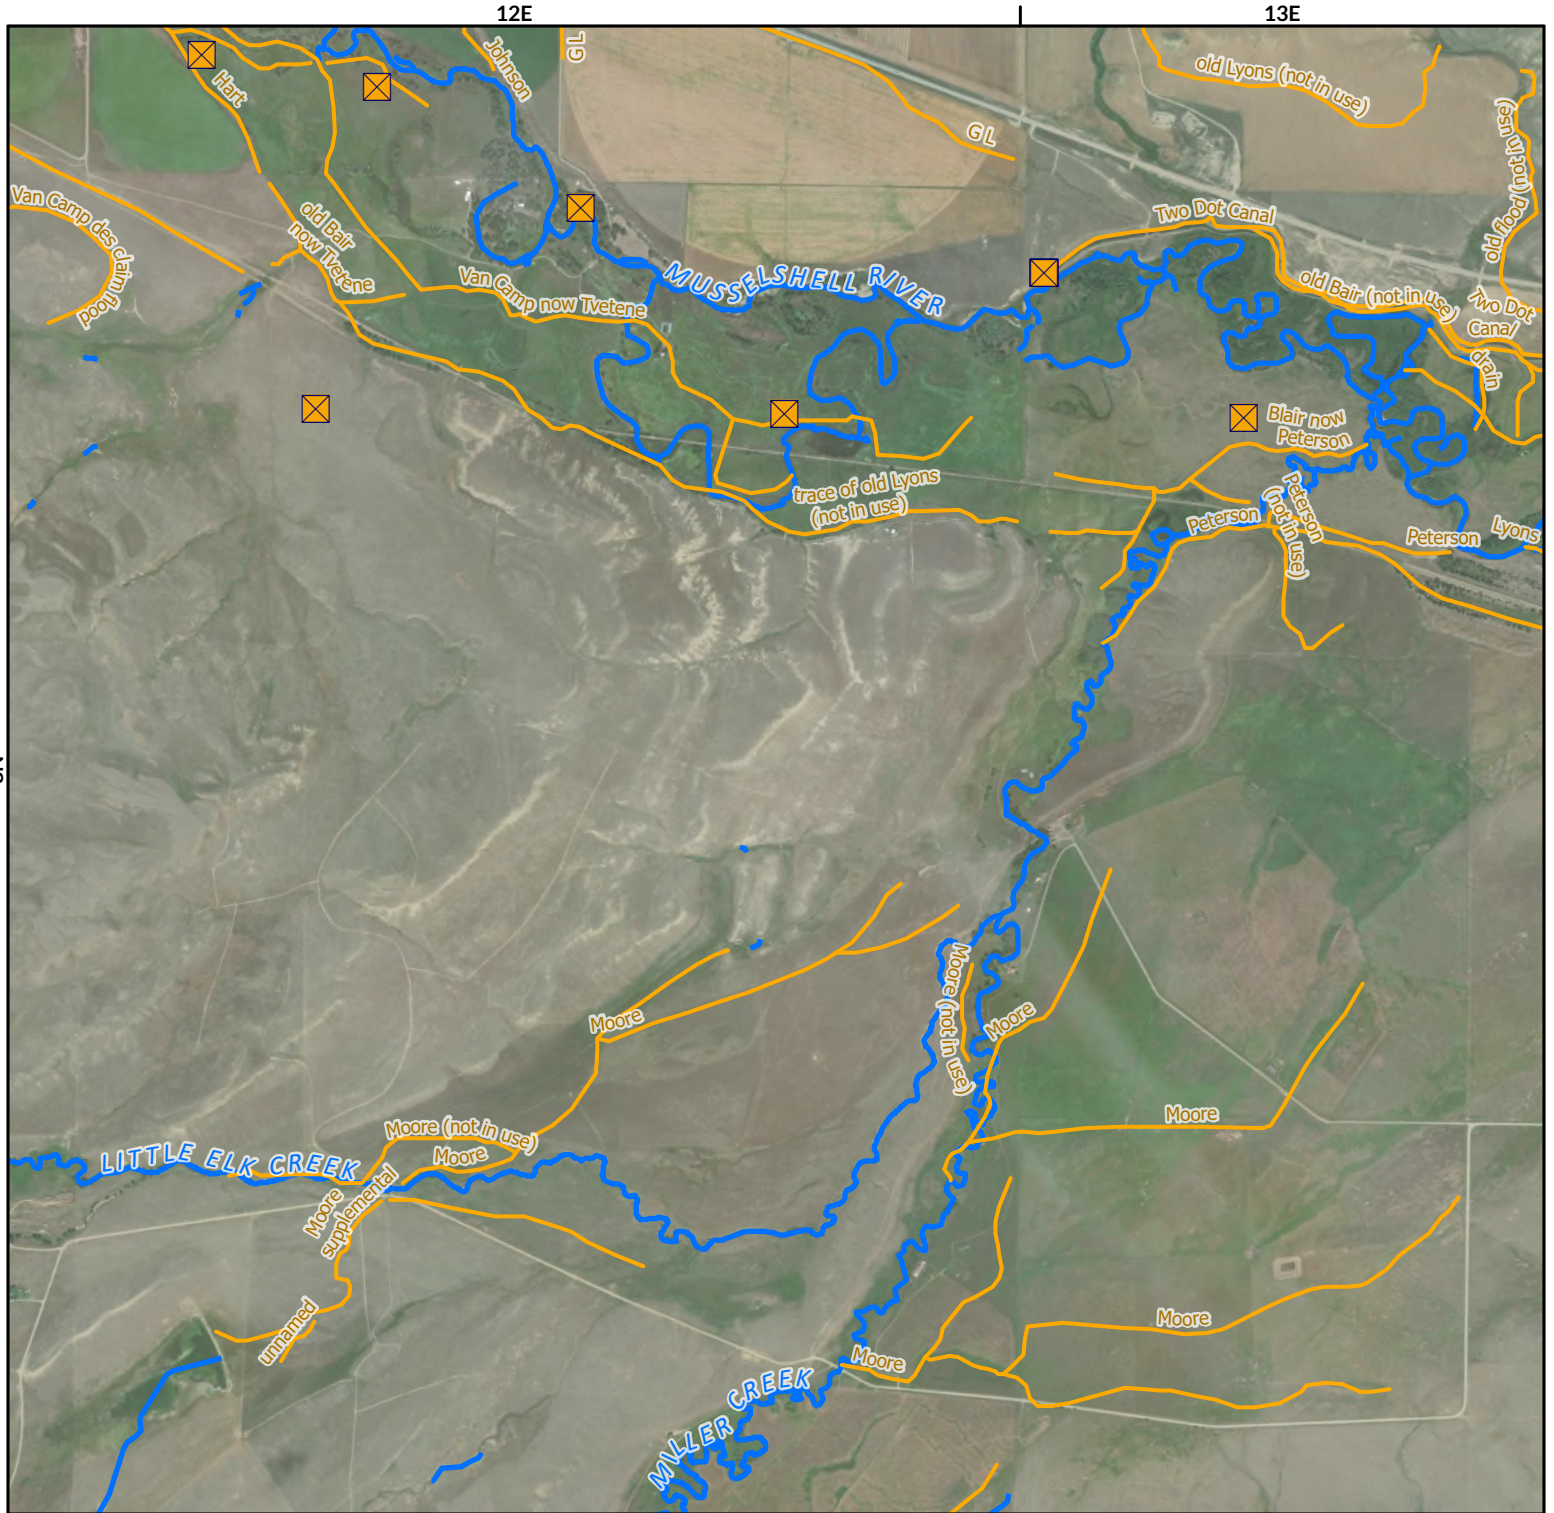 12E
13E
Johnson
G L
old Lyons (not in use)
Hart
G L
old flood (not in use)
Van Camp des claim
flood
old Bair
now Tvetene
Two Dot Canal
Van Camp now Tvetene
MUSSELSHELL RIVER
old Bair (not in use)
Two Dot
Canal
drain
Blair now
Peterson
trace of old Lyons
(not in use)
Peterson
Peterson
(not in use)
Peterson
Lyons
Moore
Moore (not in use)
Moore
Moore (not in use)
Moore
Moore
LITTLE ELK CREEK
Moore
supplemental
unnamed
Moore
Moore
MILLER CREEK